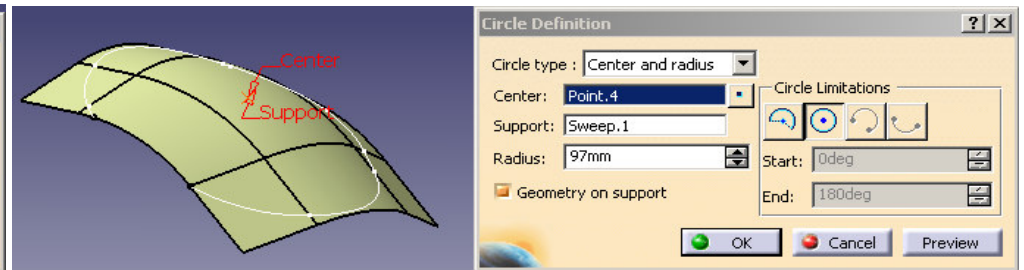 Center
Support
Circle Definition
Circle type : Center and radius
Center: Point.4
Support: Sweep.1
Radius: 97mm
Geometry on support
Circle Limitations
Start: 0deg
End: 180deg
OK Cancel Preview